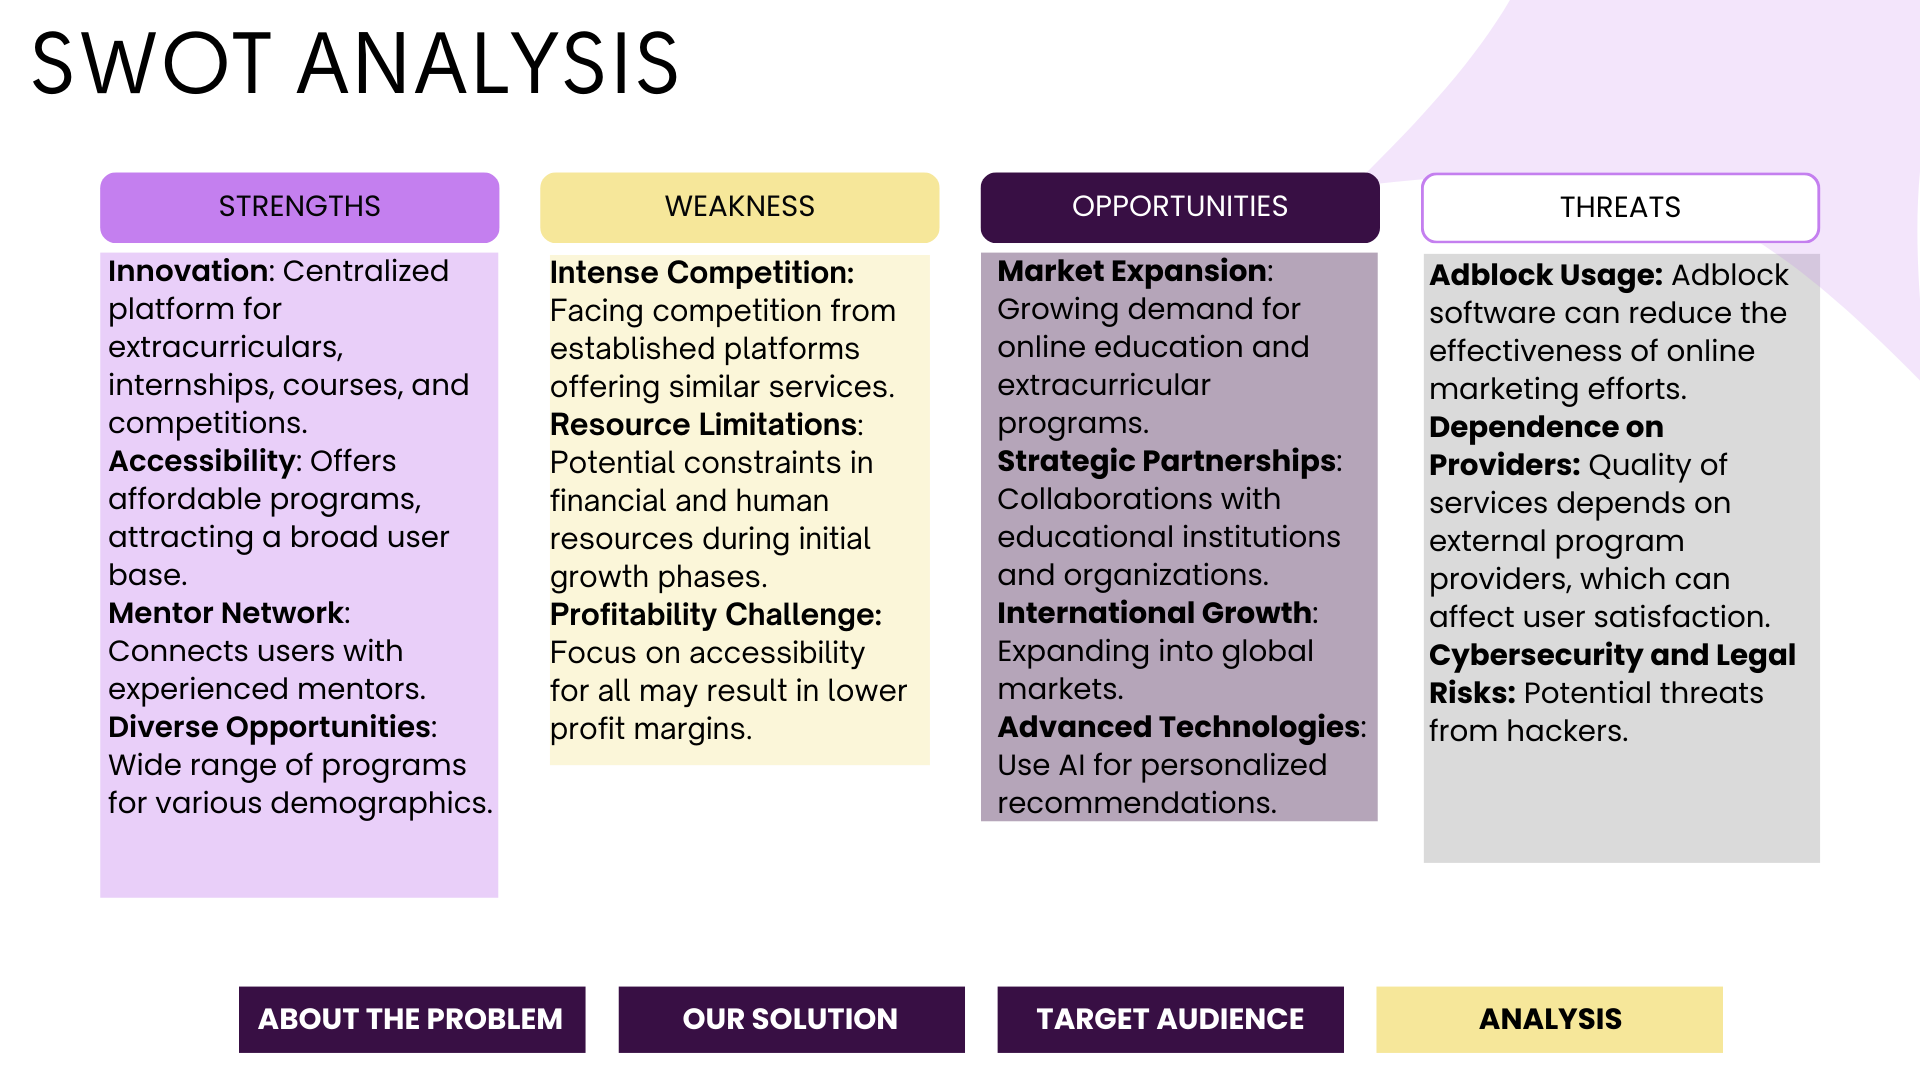 SWOT ANALYSIS
STRENGTHS
Innovation: Centralized
platform for
extracurriculars,
internships, courses, and
competitions.
Accessibility: Offers
affordable programs,
attracting a broad user
base.
Mentor Network:
Connects users with
experienced mentors.
Diverse Opportunities:
Wide range of programs
for various demographics.
WEAKNESS
Intense Competition:
Facing competition from
established platforms
offering similar services.
Resource Limitations:
Potential constraints in
financial and human
resources during initial
growth phases.
Profitability Challenge:
Focus on accessibility
for all may result in lower
profit margins.
OPPORTUNITIES
Market Expansion:
Growing demand for
online education and
extracurricular
programs.
Strategic Partnerships:
Collaborations with
educational institutions
and organizations.
International Growth:
Expanding into global
markets.
Advanced Technologies:
Use AI for personalized
recommendations.
THREATS
Adblock Usage: Adblock
software can reduce the
effectiveness of online
marketing efforts.
Dependence on
Providers: Quality of
services depends on
external program
providers, which can
affect user satisfaction.
Cybersecurity and Legal
Risks: Potential threats
from hackers.
ABOUT THE PROBLEM
OUR SOLUTION
TARGET AUDIENCE
ANALYSIS